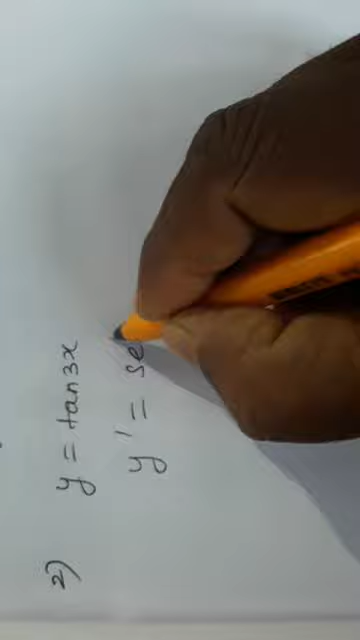 2) y = tan3x
y' = se